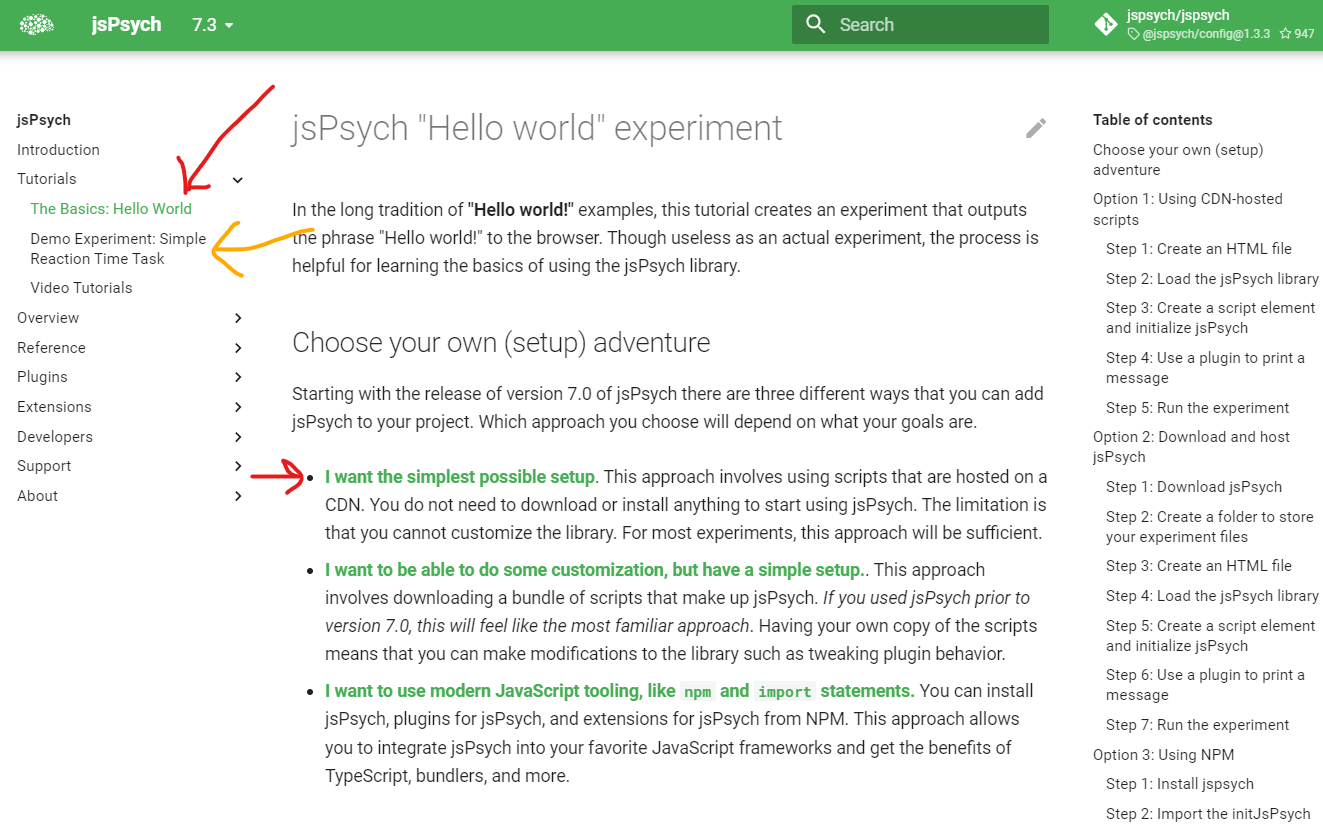 jsPsych
7.3
Search
jspsych/jspsych
@jspsych/config@1.3.3 947
jsPsych
Introduction
Tutorials
The Basics: Hello World
Demo Experiment: Simple
Reaction Time Task
Video Tutorials
Overview
Reference
Plugins
Extensions
Developers
Support
About
jsPsych "Hello world" experiment
In the long tradition of "Hello world!" examples, this tutorial creates an experiment that outputs
the phrase "Hello world!" to the browser. Though useless as an actual experiment, the process is
helpful for learning the basics of using the jsPsych library.
Choose your own (setup) adventure
Starting with the release of version 7.0 of jsPsych there are three different ways that you can add
jsPsych to your project. Which approach you choose will depend on what your goals are.
I want the simplest possible setup. This approach involves using scripts that are hosted on a
CDN. You do not need to download or install anything to start using jsPsych. The limitation is
that you cannot customize the library. For most experiments, this approach will be sufficient.
I want to be able to do some customization, but have a simple setup.. This approach
involves downloading a bundle of scripts that make up jsPsych. If you used jsPsych prior to
version 7.0, this will feel like the most familiar approach. Having your own copy of the scripts
means that you can make modifications to the library such as tweaking plugin behavior.
I want to use modern JavaScript tooling, like npm and import statements. You can install
jsPsych, plugins for jsPsych, and extensions for jsPsych from NPM. This approach allows
you to integrate jsPsych into your favorite JavaScript frameworks and get the benefits of
TypeScript, bundlers, and more.
Table of contents
Choose your own (setup)
adventure
Option 1: Using CDN-hosted
scripts
Step 1: Create an HTML file
Step 2: Load the jsPsych library
Step 3: Create a script element
and initialize jsPsych
Step 4: Use a plugin to print a
message
Step 5: Run the experiment
Option 2: Download and host
jsPsych
Step 1: Download jsPsych
Step 2: Create a folder to store
your experiment files
Step 3: Create an HTML file
Step 4: Load the jsPsych library
Step 5: Create a script element
and initialize jsPsych
Step 6: Use a plugin to print a
message
Step 7: Run the experiment
Option 3: Using NPM
Step 1: Install jspsych
Step 2: Import the initJsPsych